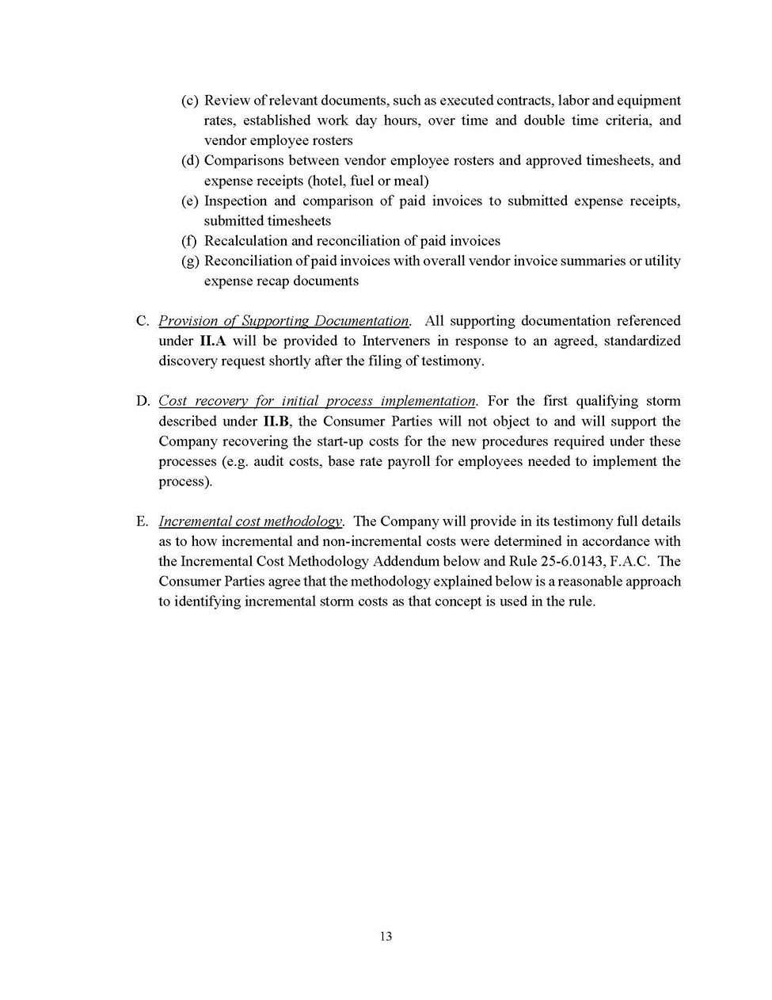 (c) Review of relevant documents, such as executed contracts, labor and equipment
rates, established work day hours, over time and double time criteria, and
vendor employee rosters
(d) Comparisons between vendor employee rosters and approved timesheets, and
expense receipts (hotel, fuel or meal)
(e) Inspection and comparison of paid invoices to submitted expense receipts,
submitted timesheets
(f) Recalculation and reconciliation of paid invoices
(g) Reconciliation of paid invoices with overall vendor invoice summaries or utility
expense recap documents
C. Provision of Supporting Documentation. All supporting documentation referenced
under II.A will be provided to Interveners in response to an agreed, standardized
discovery request shortly after the filing of testimony.
D. Cost recovery for initial process implementation. For the first qualifying storm
described under II.B, the Consumer Parties will not object to and will support the
Company recovering the start-up costs for the new procedures required under these
processes (e.g. audit costs, base rate payroll for employees needed to implement the
process).
E. Incremental cost methodology. The Company will provide in its testimony full details
as to how incremental and non-incremental costs were determined in accordance with
the Incremental Cost Methodology Addendum below and Rule 25-6.0143, F.A.C. The
Consumer Parties agree that the methodology explained below is a reasonable approach
to identifying incremental storm costs as that concept is used in the rule.
13